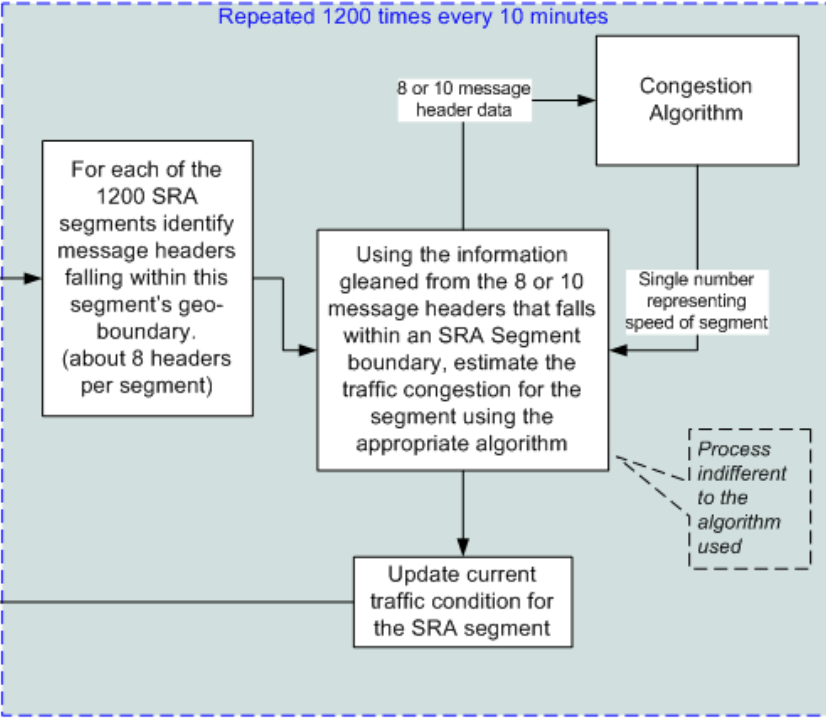 Repeated 1200 times every 10 minutes
For each of the
1200 SRA
segments identify
message headers
falling within this
segment's geo-
boundary.
(about 8 headers
per segment)
8 or 10 message
header data
Congestion
Algorithm
Using the information
gleaned from the 8 or 10
message headers that falls
within an SRA Segment
boundary, estimate the
traffic congestion for the
segment using the
appropriate algorithm
Single number
representing
speed of segment
Process
indifferent
to the
algorithm
used
Update current
traffic condition for
the SRA segment